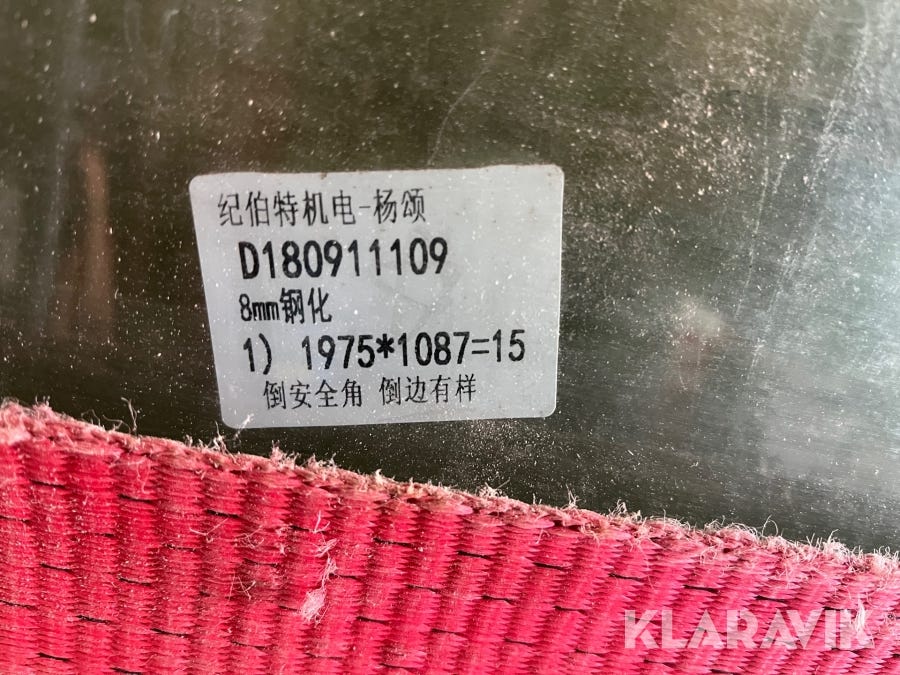 纪伯特机电-杨颂
D180911109
8mm钢化
1) 1975*1087=15
倒安全角 倒边有样
KLARAVIK